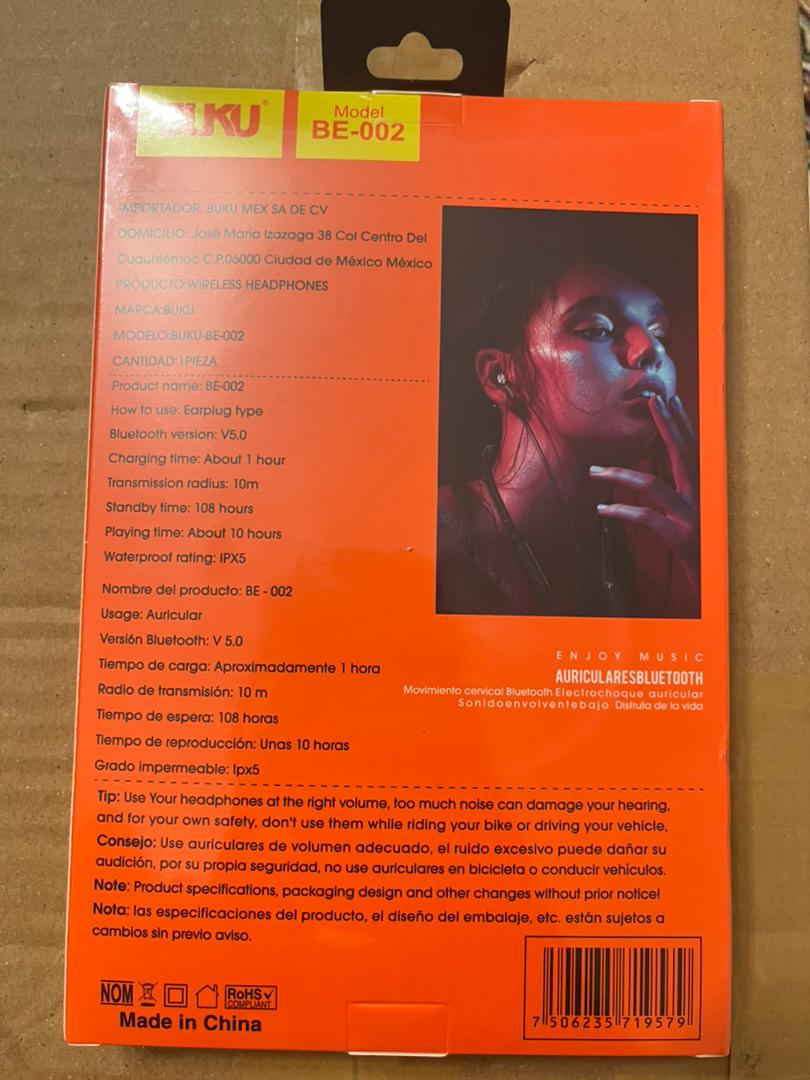 BUKU®
Model
BE-002
IMPORTADOR: BUKU MEX SA DE CV
DOMICILIO: José María Izazaga 38 Col Centro Del
Cuauhtémoc C.P.06000 Ciudad de México México
PRODUCTO:WIRELESS HEADPHONES
MARCA:BUKU
MODELO:BUKU-BE-002
CANTIDAD:1PIEZA
Product name: BE-002
How to use: Earplug type
Bluetooth version: V5.0
Charging time: About 1 hour
Transmission radius: 10m
Standby time: 108 hours
Playing time: About 10 hours
Waterproof rating: IPX5
Nombre del producto: BE - 002
Usage: Auricular
Versión Bluetooth: V 5.0
Tiempo de carga: Aproximadamente 1 hora
Radio de transmisión: 10 m
Tiempo de espera: 108 horas
Tiempo de reproducción: Unas 10 horas
Grado impermeable: Ipx5
ENJOY MUSIC
AURICULARESBLUETOOTH
Movimiento cervical Bluetooth Electrochoque auricular
Sonidoenvolventebajo Disfruta de la vida
Tip: Use Your headphones at the right volume, too much noise can damage your hearing,
and for your own safety, don't use them while riding your bike or driving your vehicle,
Consejo: Use auriculares de volumen adecuado, el ruido excesivo puede dañar su
audición, por su propia seguridad, no use auriculares en bicicleta o conducir vehículos.
Note: Product specifications, packaging design and other changes without prior notice!
Nota: las especificaciones del producto, el diseño del embalaje, etc. están sujetos a
cambios sin previo aviso.
NOM
RoHS✓
COMPLIANT
Made in China
7 506235 719579